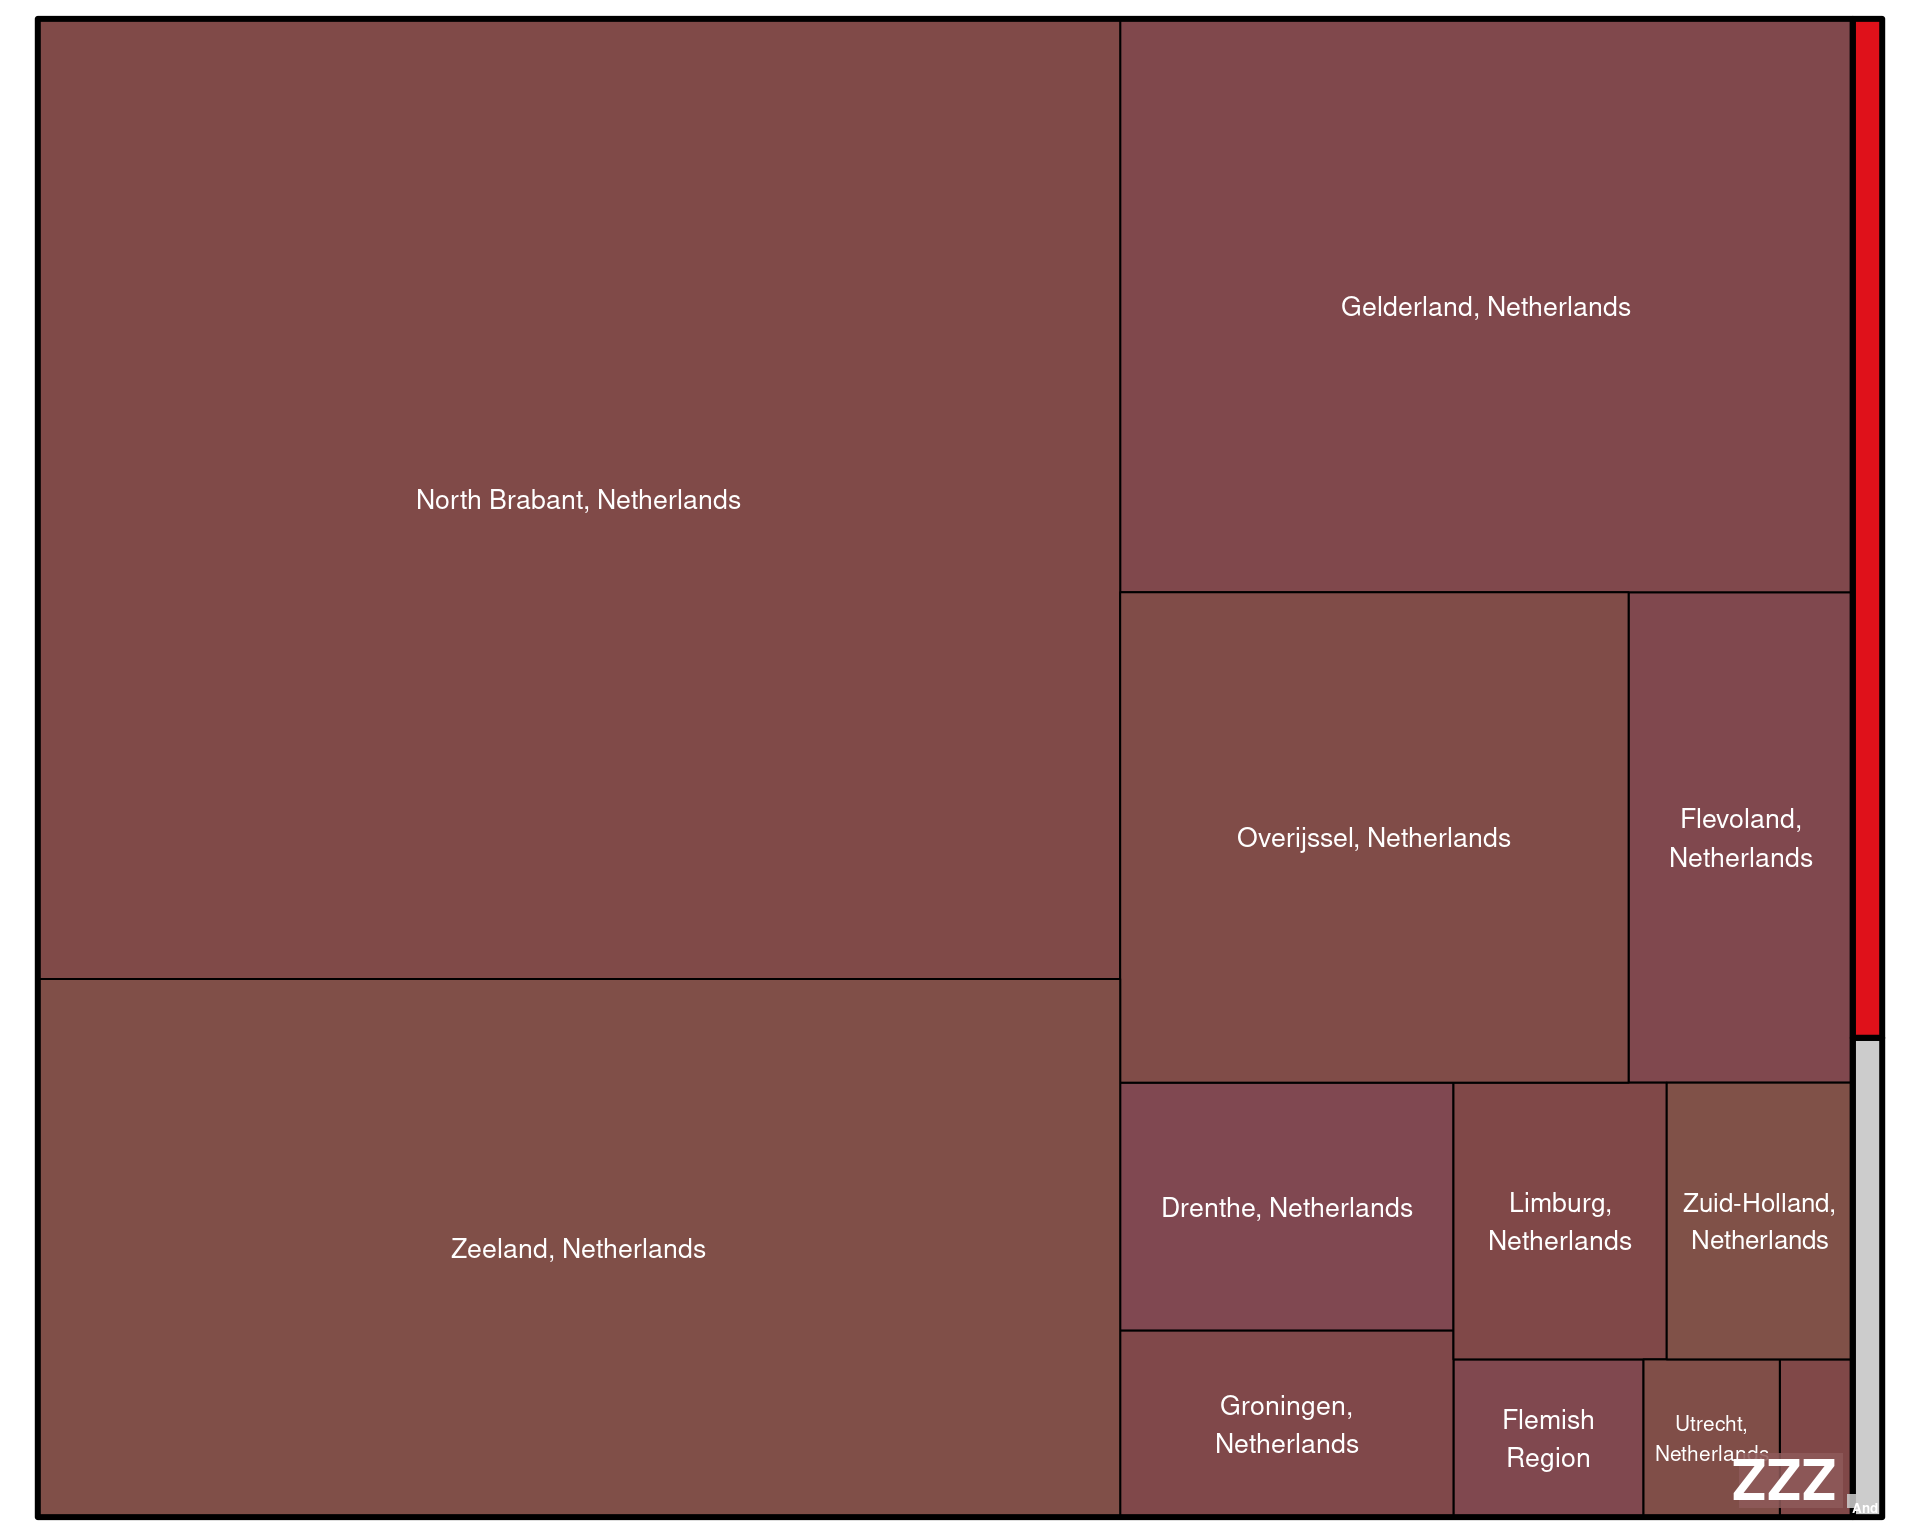 North Brabant, Netherlands
Gelderland, Netherlands
Overijssel, Netherlands
Flevoland,
Netherlands
Zeeland, Netherlands
Drenthe, Netherlands
Limburg,
Netherlands
Zuid-Holland,
Netherlands
Groningen,
Netherlands
Flemish
Region
Utrecht,
Netherlands
ZZZ
And